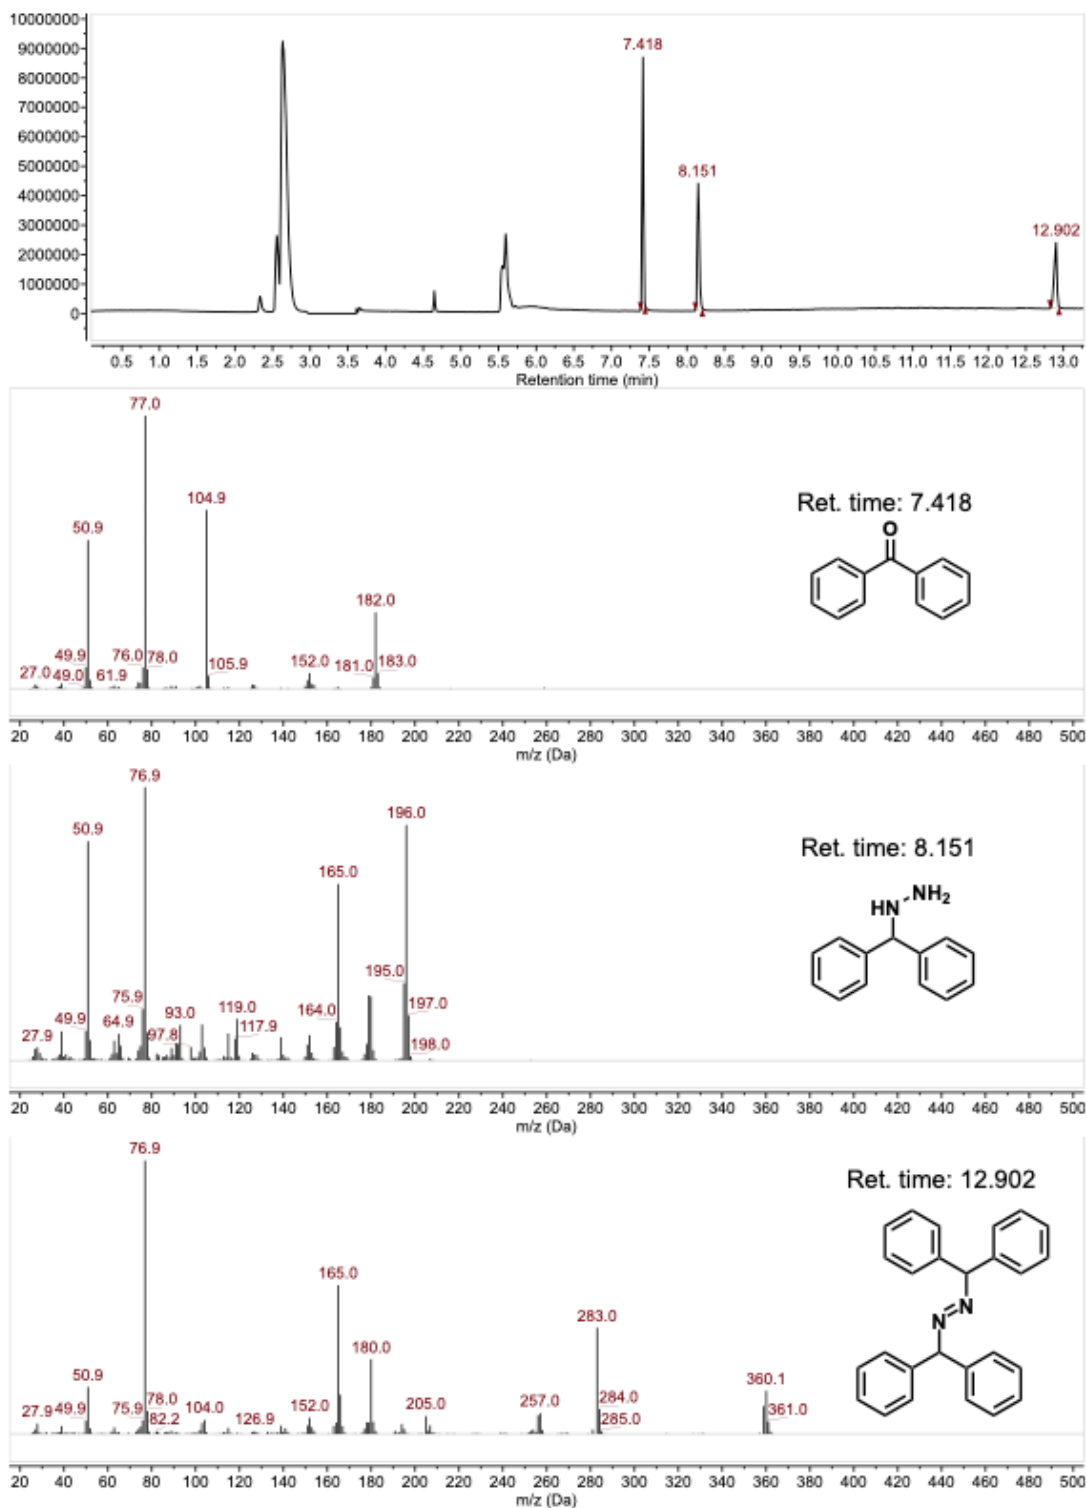 10000000
9000000
8000000
7000000
6000000
5000000
4000000
3000000
2000000
1000000
0
7.418
8.151
12.902
0.5 1.0 1.5 2.0 2.5 3.0 3.5 4.0 4.5 5.0 5.5 6.0 6.5 7.0 7.5 8.0 8.5 9.0 9.5 10.0 10.5 11.0 11.5 12.0 12.5 13.0
Retention time (min)
77.0
104.9
50.9
182.0
49.9 76.0 78.0 152.0 181.0 183.0
27.0 49.0 61.9 105.9
Ret. time: 7.418
O
20 40 60 80 100 120 140 160 180 200 220 240 260 280 300 320 340 360 380 400 420 440 460 480 500
m/z (Da)
76.9
196.0
50.9
165.0
195.0
75.9 93.0 119.0 164.0 197.0
49.9 64.9 117.9
27.9 97.8 198.0
Ret. time: 8.151
HN NH2
20 40 60 80 100 120 140 160 180 200 220 240 260 280 300 320 340 360 380 400 420 440 460 480 500
m/z (Da)
76.9
165.0
283.0
180.0
50.9 360.1
78.0 284.0
27.9 49.9 75.9 104.0 152.0 205.0 257.0 361.0
82.2 126.9 285.0
Ret. time: 12.902
N
N
20 40 60 80 100 120 140 160 180 200 220 240 260 280 300 320 340 360 380 400 420 440 460 480 500
m/z (Da)